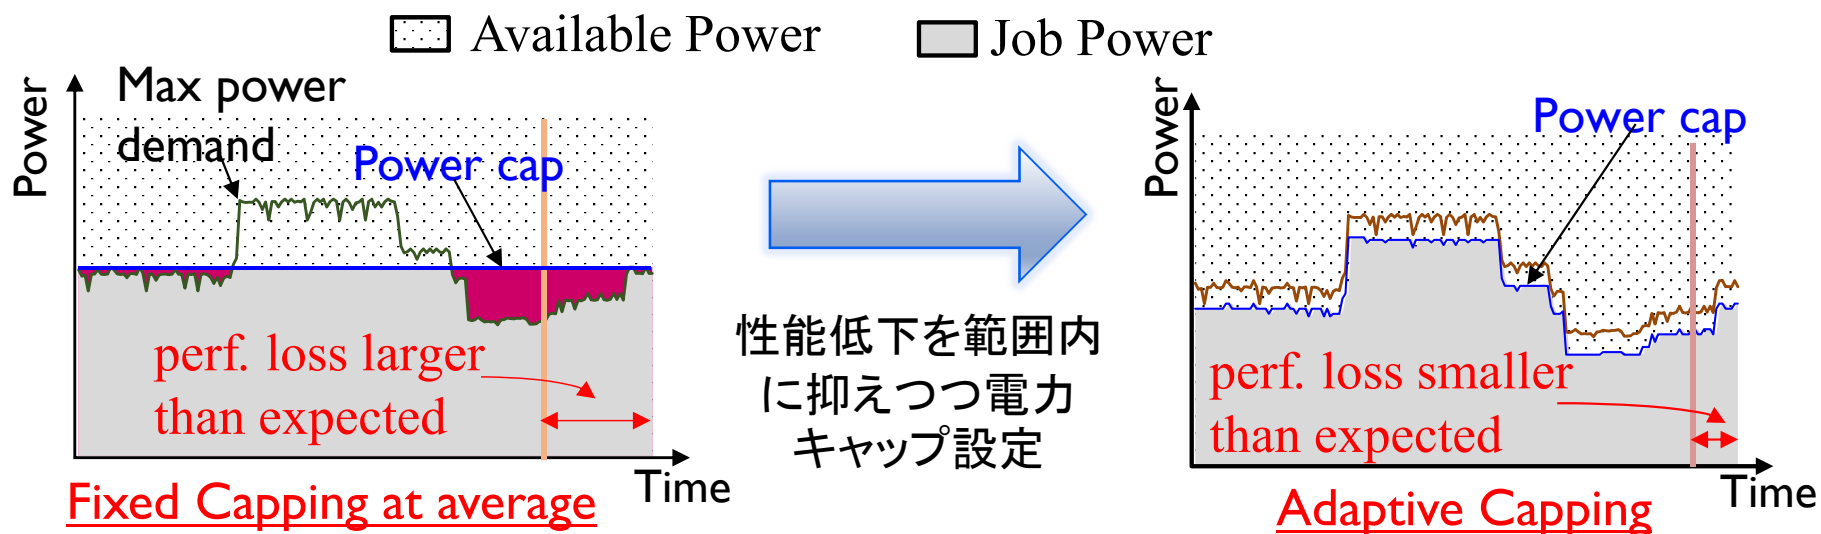 Available Power
Job Power
Power
Max power
demand
Power cap
perf. loss larger
than expected
Time
Fixed Capping at average
性能低下を範囲内
に抑えつつ電力
キャップ設定
Power
Power cap
perf. loss smaller
than expected
Time
Adaptive Capping